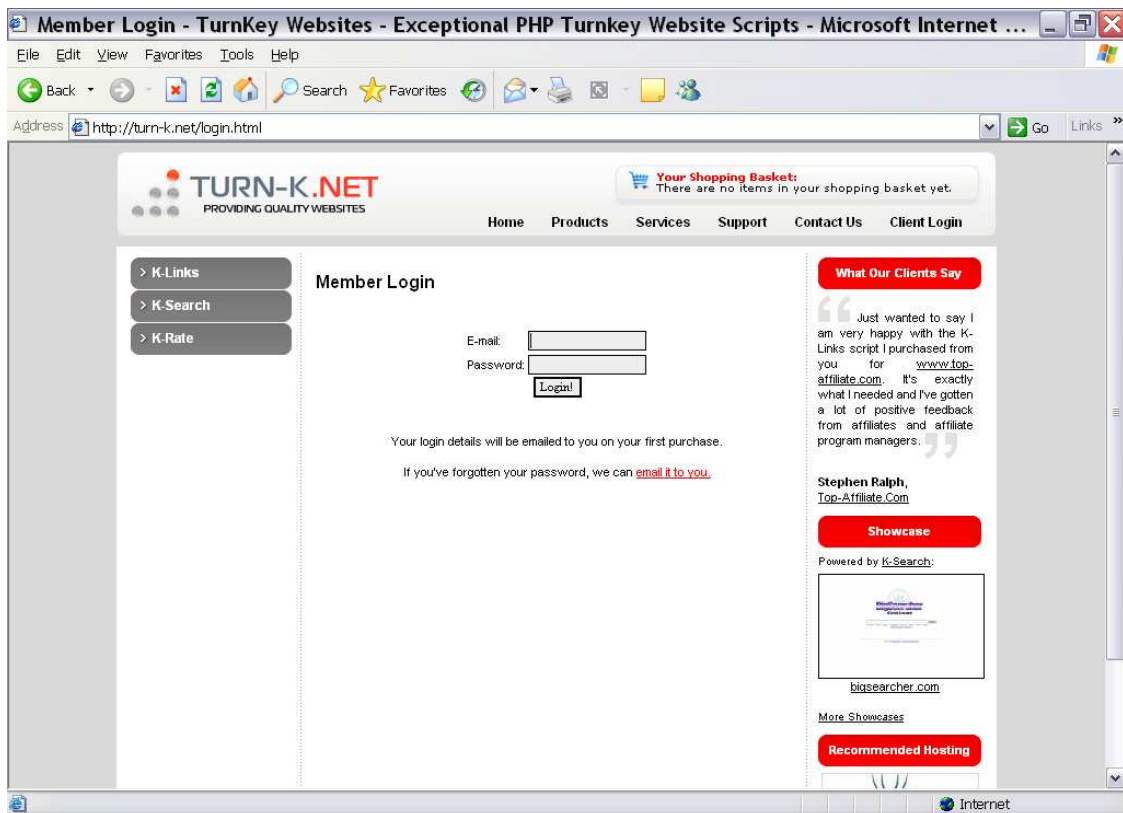 Member Login - TurnKey Websites - Exceptional PHP Turnkey Website Scripts - Microsoft Internet ...
File Edit View Favorites Tools Help
Back Search Favorites
Address http://turn-k.net/login.html Go Links »
TURN-K.NET
PROVIDING QUALITY WEBSITES
Your Shopping Basket:
There are no items in your shopping basket yet.
Home Products Services Support Contact Us Client Login
> K-Links
> K-Search
> K-Rate
Member Login
E-mail:
Password:
Login!
Your login details will be emailed to you on your first purchase.
If you've forgotten your password, we can email it to you.
What Our Clients Say
“ Just wanted to say I
am very happy with the K-
Links script I purchased from
you for www.top-
affiliate.com. It's exactly
what I needed and I've gotten
a lot of positive feedback
from affiliates and affiliate
program managers. ”
Stephen Ralph,
Top-Affiliate.Com
Showcase
Powered by K-Search:
bigsearcher.com
More Showcases
Recommended Hosting
Internet